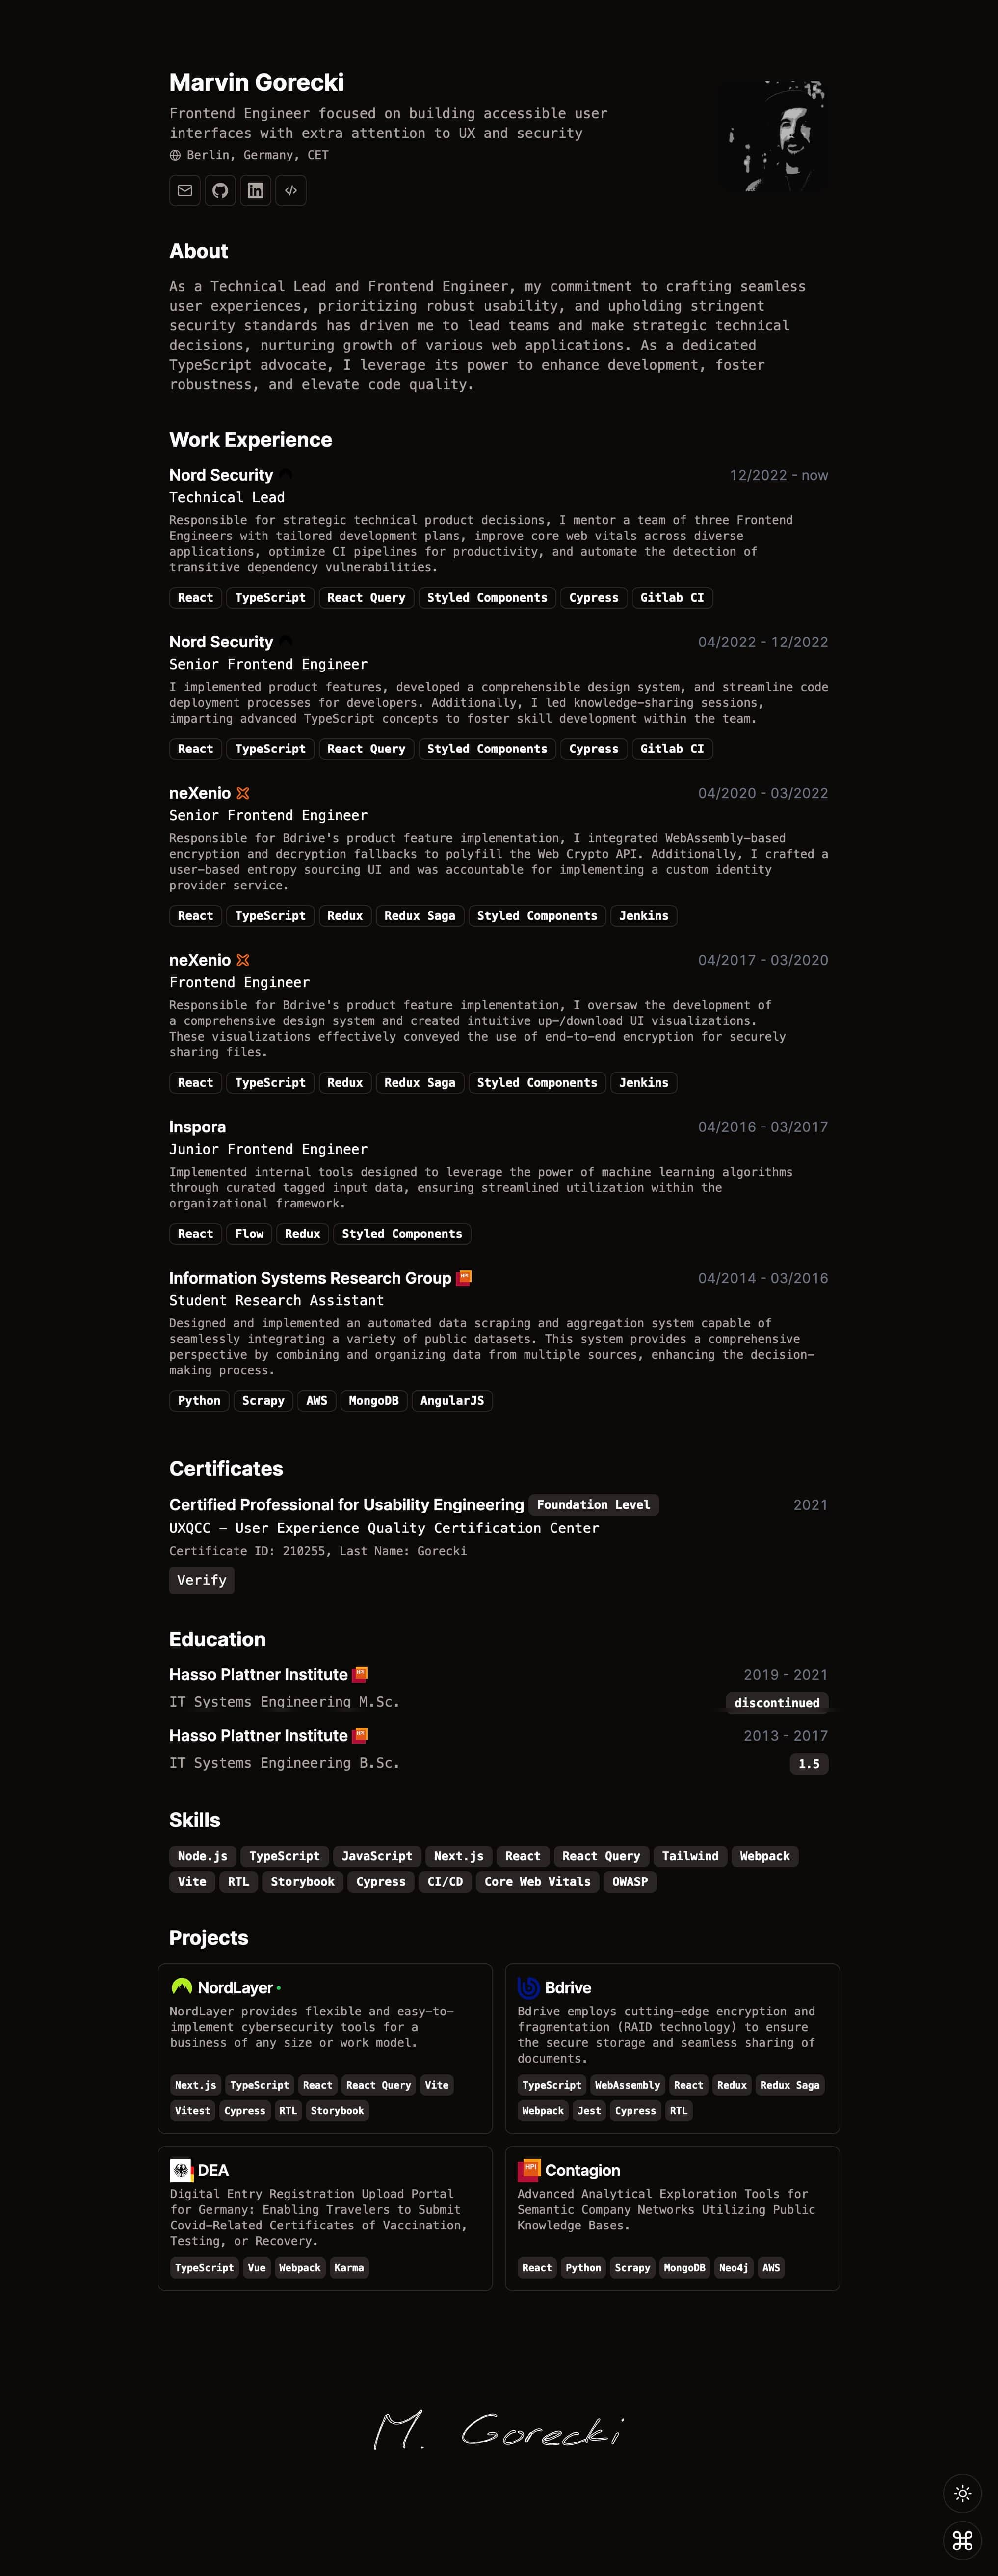 Marvin Gorecki
Frontend Engineer focused on building accessible user
interfaces with extra attention to UX and security
Berlin, Germany, CET
About
As a Technical Lead and Frontend Engineer, my commitment to crafting seamless
user experiences, prioritizing robust usability, and upholding stringent
security standards has driven me to lead teams and make strategic technical
decisions, nurturing growth of various web applications. As a dedicated
TypeScript advocate, I leverage its power to enhance development, foster
robustness, and elevate code quality.
Work Experience
Nord Security 12/2022 - now
Technical Lead
Responsible for strategic technical product decisions, I mentor a team of three Frontend
Engineers with tailored development plans, improve core web vitals across diverse
applications, optimize CI pipelines for productivity, and automate the detection of
transitive dependency vulnerabilities.
React TypeScript React Query Styled Components Cypress Gitlab CI
Nord Security 04/2022 - 12/2022
Senior Frontend Engineer
I implemented product features, developed a comprehensible design system, and streamline code
deployment processes for developers. Additionally, I led knowledge-sharing sessions,
imparting advanced TypeScript concepts to foster skill development within the team.
React TypeScript React Query Styled Components Cypress Gitlab CI
neXenio 04/2020 - 03/2022
Senior Frontend Engineer
Responsible for Bdrive's product feature implementation, I integrated WebAssembly-based
encryption and decryption fallbacks to polyfill the Web Crypto API. Additionally, I crafted a
user-based entropy sourcing UI and was accountable for implementing a custom identity
provider service.
React TypeScript Redux Redux Saga Styled Components Jenkins
neXenio 04/2017 - 03/2020
Frontend Engineer
Responsible for Bdrive's product feature implementation, I oversaw the development of
a comprehensive design system and created intuitive up-/download UI visualizations.
These visualizations effectively conveyed the use of end-to-end encryption for securely
sharing files.
React TypeScript Redux Redux Saga Styled Components Jenkins
Inspora 04/2016 - 03/2017
Junior Frontend Engineer
Implemented internal tools designed to leverage the power of machine learning algorithms
through curated tagged input data, ensuring streamlined utilization within the
organizational framework.
React Flow Redux Styled Components
Information Systems Research Group HPI 04/2014 - 03/2016
Student Research Assistant
Designed and implemented an automated data scraping and aggregation system capable of
seamlessly integrating a variety of public datasets. This system provides a comprehensive
perspective by combining and organizing data from multiple sources, enhancing the decision-
making process.
Python Scrapy AWS MongoDB AngularJS
Certificates
Certified Professional for Usability Engineering Foundation Level 2021
UXQCC - User Experience Quality Certification Center
Certificate ID: 210255, Last Name: Gorecki
Verify
Education
Hasso Plattner Institute HPI 2019 - 2021
IT Systems Engineering M.Sc. discontinued
Hasso Plattner Institute HPI 2013 - 2017
IT Systems Engineering B.Sc. 1.5
Skills
Node.js TypeScript JavaScript Next.js React React Query Tailwind Webpack
Vite RTL Storybook Cypress CI/CD Core Web Vitals OWASP
Projects
NordLayer
NordLayer provides flexible and easy-to-
implement cybersecurity tools for a
business of any size or work model.
Next.js TypeScript React React Query Vite
Vitest Cypress RTL Storybook
Bdrive
Bdrive employs cutting-edge encryption and
fragmentation (RAID technology) to ensure
the secure storage and seamless sharing of
documents.
TypeScript WebAssembly React Redux Redux Saga
Webpack Jest Cypress RTL
DEA
Digital Entry Registration Upload Portal
for Germany: Enabling Travelers to Submit
Covid-Related Certificates of Vaccination,
Testing, or Recovery.
TypeScript Vue Webpack Karma
HPI Contagion
Advanced Analytical Exploration Tools for
Semantic Company Networks Utilizing Public
Knowledge Bases.
React Python Scrapy MongoDB Neo4j AWS
M. Gorecki